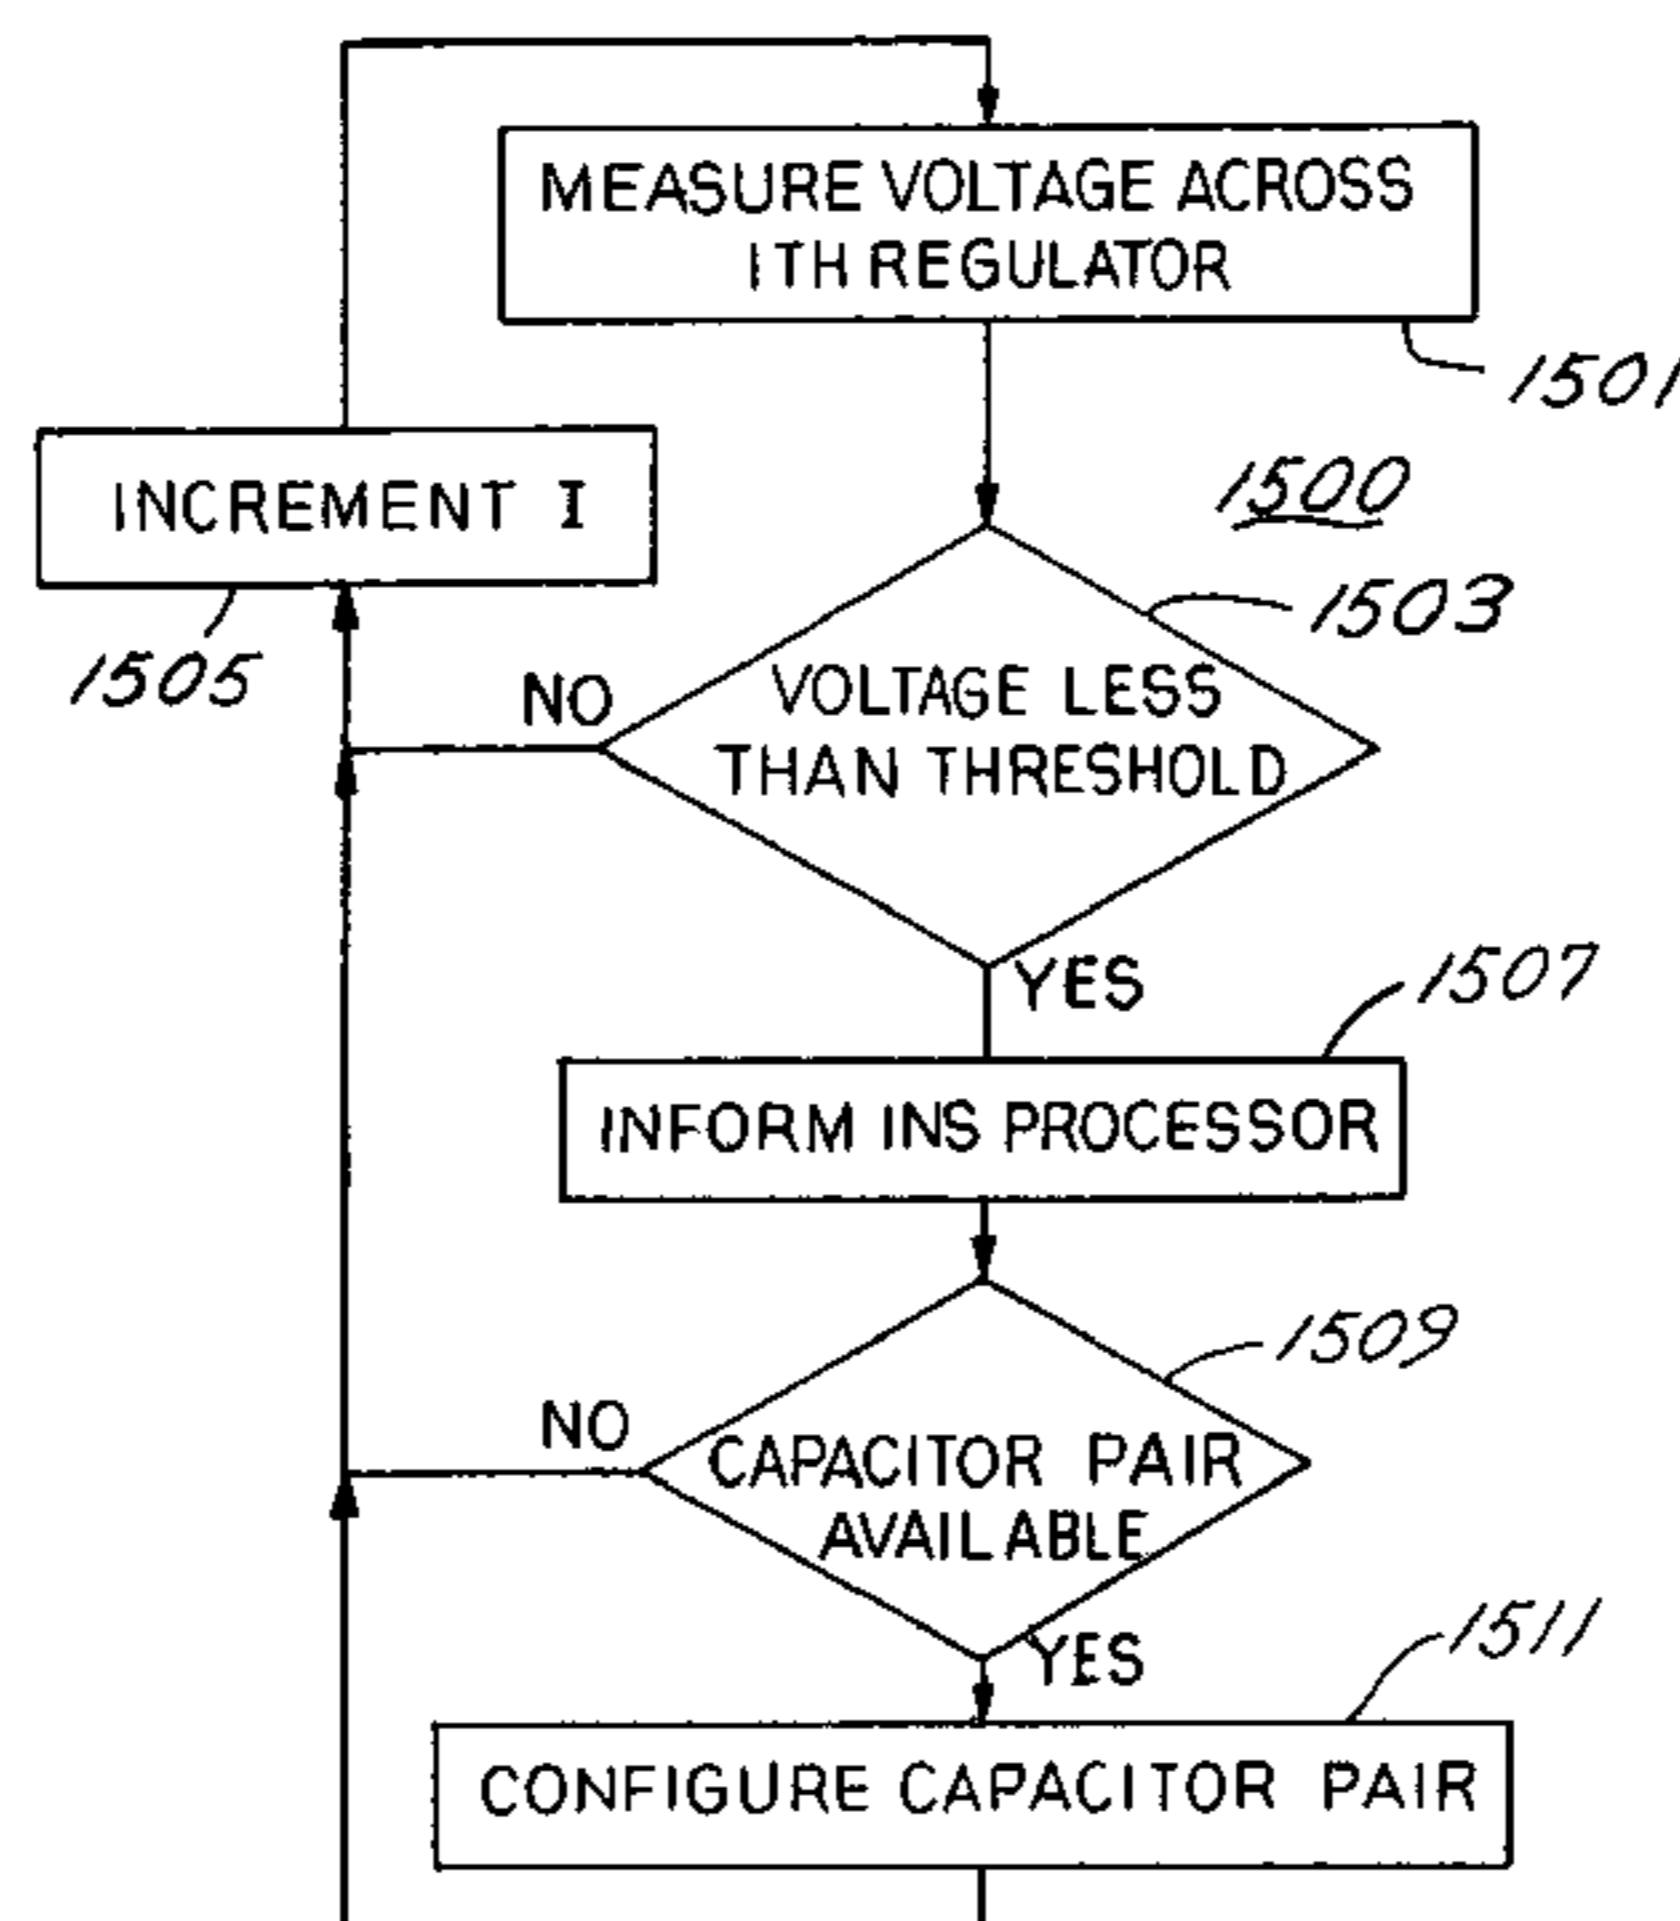 MEASURE VOLTAGE ACROSS
ITH REGULATOR
1501
INCREMENT I
1505
1500
1503
NO
VOLTAGE LESS
THAN THRESHOLD
YES
1507
INFORM INS PROCESSOR
1509
NO
CAPACITOR PAIR
AVAILABLE
YES
1511
CONFIGURE CAPACITOR PAIR